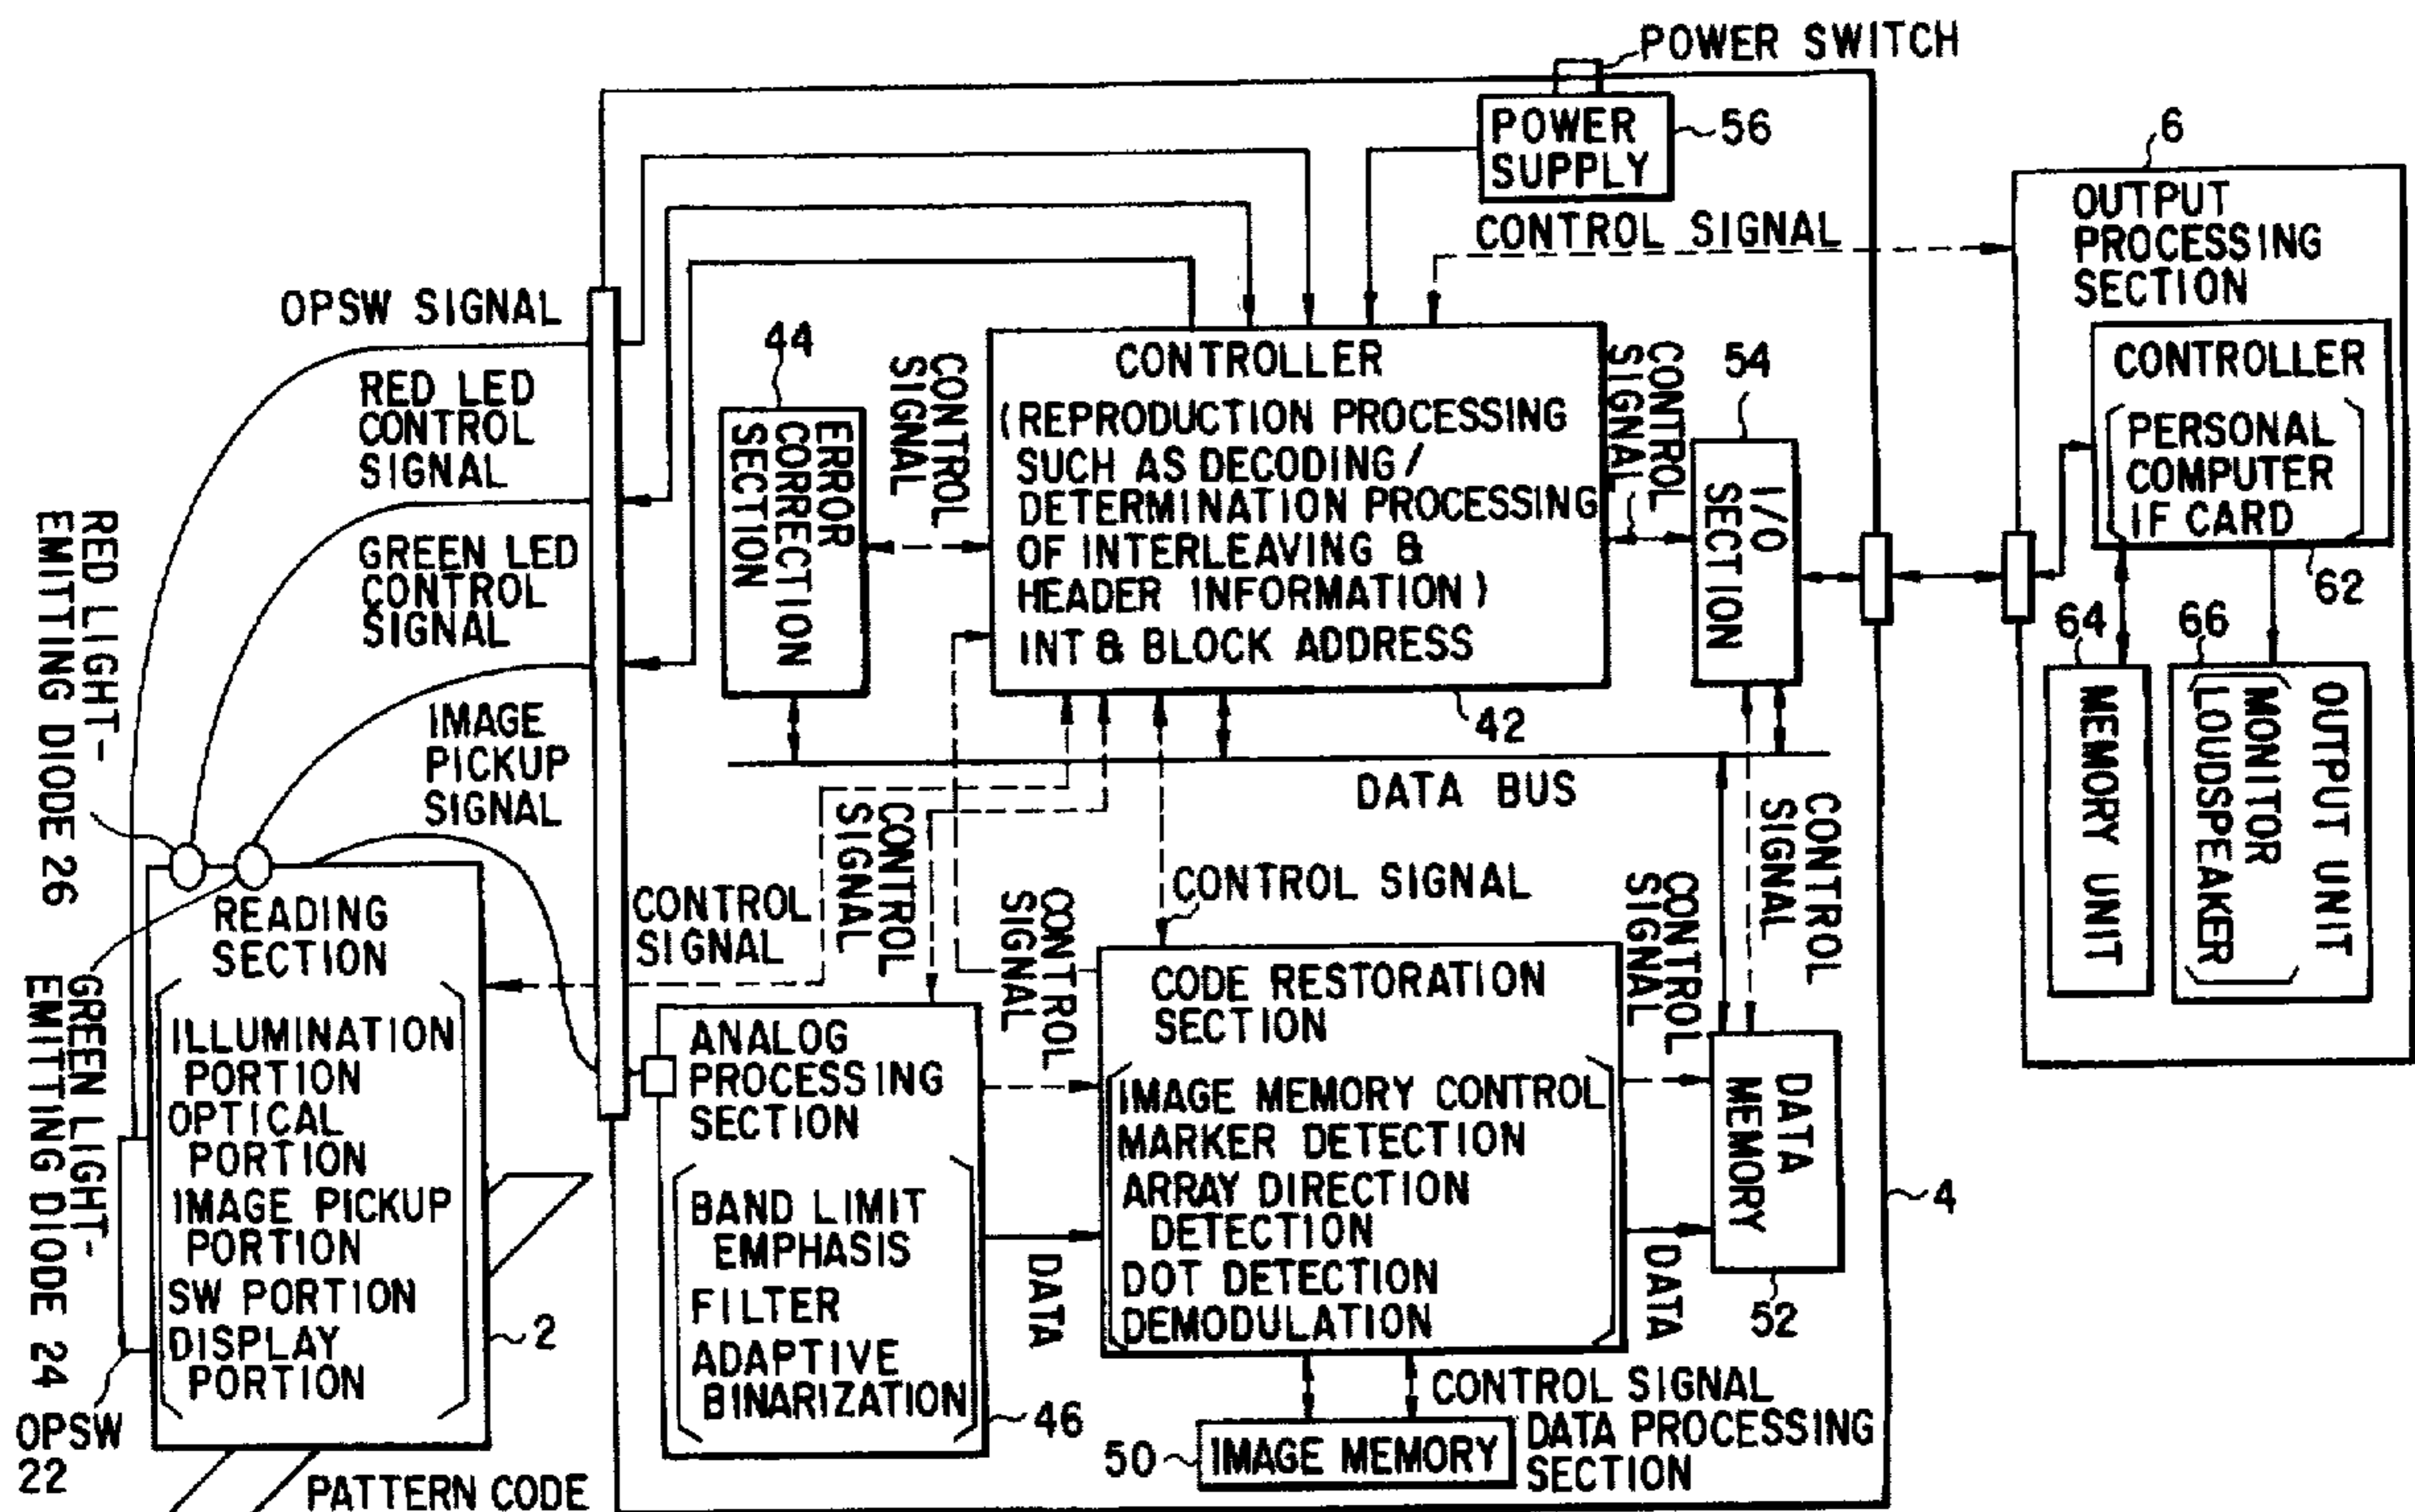 POWER SWITCH
POWER
SUPPLY
56
6
OUTPUT
PROCESSING
SECTION
CONTROL SIGNAL
OPSW SIGNAL
RED LED
CONTROL
SIGNAL
GREEN LED
CONTROL
SIGNAL
IMAGE
PICKUP
SIGNAL
RED LIGHT-
EMITTING DIODE 26
GREEN LIGHT-
EMITTING DIODE 24
44
ERROR
CORRECTION
SECTION
CONTROL
SIGNAL
CONTROLLER
(REPRODUCTION PROCESSING
SUCH AS DECODING/
DETERMINATION PROCESSING
OF INTERLEAVING &
HEADER INFORMATION)
INT & BLOCK ADDRESS
42
CONTROL
SIGNAL
54
I/O
SECTION
CONTROLLER
PERSONAL
COMPUTER
IF CARD
62
64
MEMORY UNIT
66
OUTPUT UNIT
MONITOR
LOUDSPEAKER
DATA BUS
CONTROL
SIGNAL
CONTROL
SIGNAL
CONTROL
SIGNAL
CONTROL SIGNAL
CONTROL
SIGNAL
CONTROL
SIGNAL
READING
SECTION
ILLUMINATION
PORTION
OPTICAL
PORTION
IMAGE PICKUP
PORTION
SW PORTION
DISPLAY
PORTION
2
OPSW
22
PATTERN CODE
ANALOG
PROCESSING
SECTION
BAND LIMIT
EMPHASIS
FILTER
ADAPTIVE
BINARIZATION
46
DATA
CODE RESTORATION
SECTION
IMAGE MEMORY CONTROL
MARKER DETECTION
ARRAY DIRECTION
DETECTION
DOT DETECTION
DEMODULATION
DATA
DATA
MEMORY
52
4
CONTROL SIGNAL
50
IMAGE MEMORY
DATA PROCESSING
SECTION